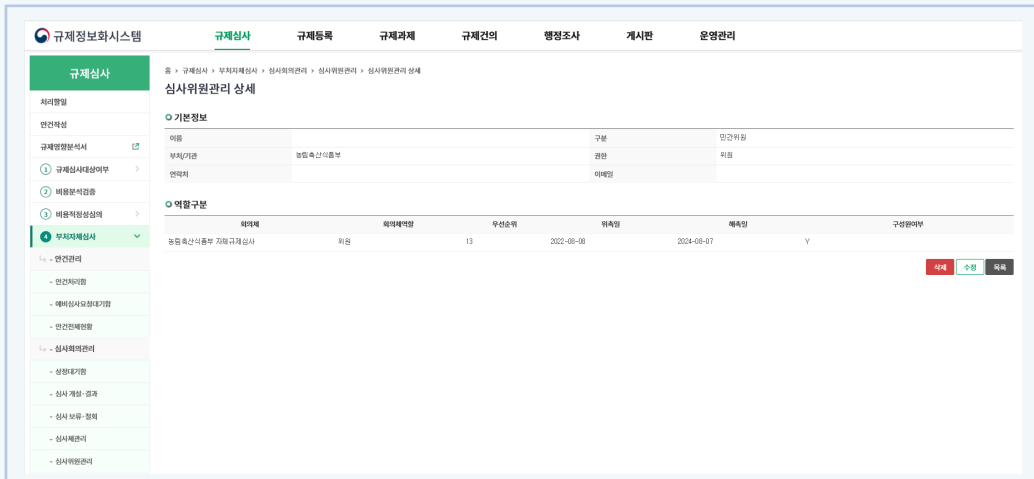 규제정보화시스템
규제심사 규제등록 규제과제 규제건의 행정조사 게시판 운영관리
규제심사
처리할일
안건작성
규제영향분석서
1 규제심사대상여부
2 비용분석검증
3 비용적정성심의
4 부처자체심사
- 안건관리
- 안건처리함
- 예비심사요청대기함
- 안건전체현황
- 심사회의관리
- 상정대기함
- 심사 개설·결과
- 심사 보류·철회
- 심사체관리
- 심사위원관리
홈 › 규제심사 › 부처자체심사 › 심사회의관리 › 심사위원관리 › 심사위원관리 상세
심사위원관리 상세
기본정보
이름 구분 민간위원
부처/기관 농림축산식품부 권한 위원
연락처 이메일
역할구분
회의체 회의체역할 우선순위 위촉일 해촉일 구성원여부
농림축산식품부 자체규제심사 위원 13 2022-08-08 2024-08-07 Y
삭제 수정 목록